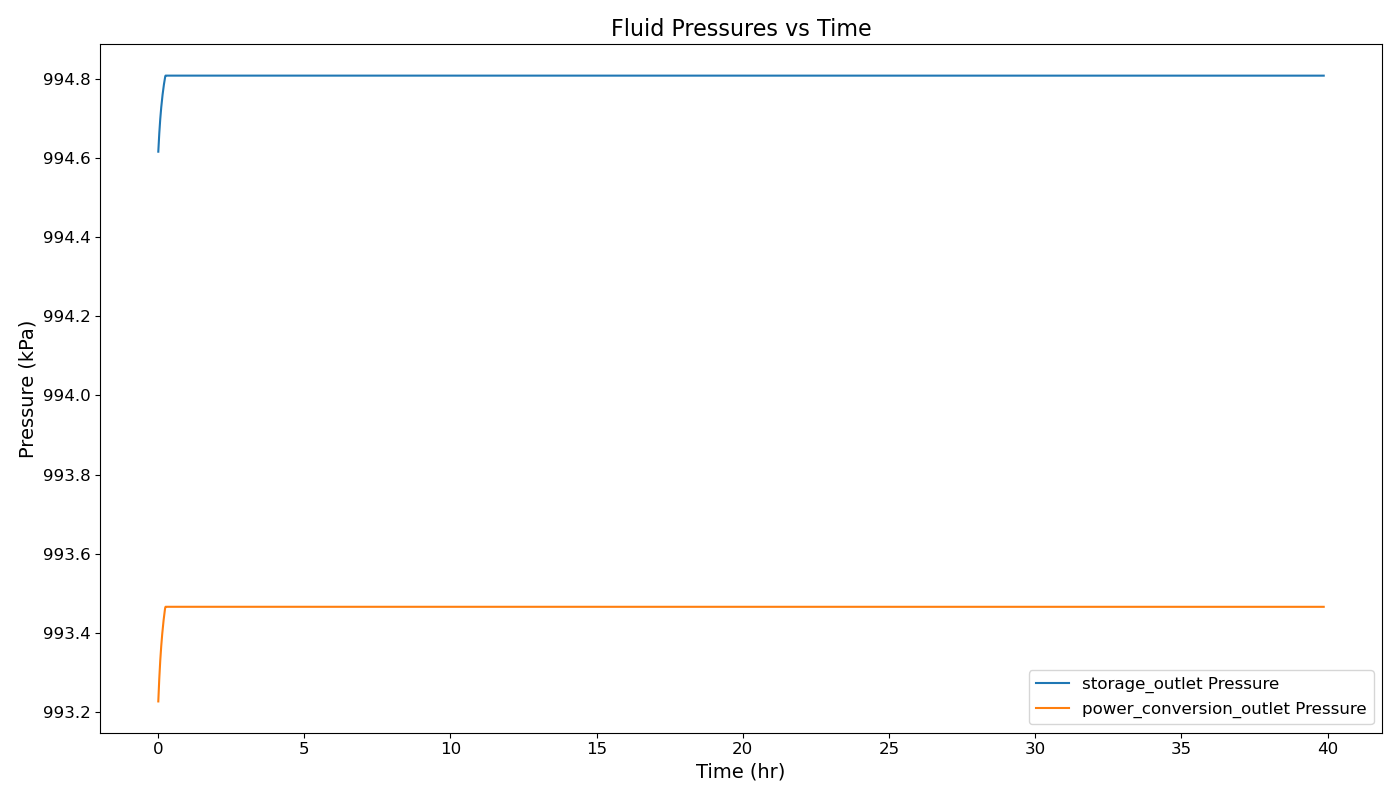 Fluid Pressures vs Time
Pressure (kPa)
994.8
994.6
994.4
994.2
994.0
993.8
993.6
993.4
993.2
0 5 10 15 20 25 30 35 40
Time (hr)
storage_outlet Pressure
power_conversion_outlet Pressure